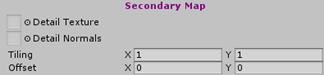 Secondary Map
Detail Texture
Detail Normals
Tiling X 1 Y 1
Offset X 0 Y 0